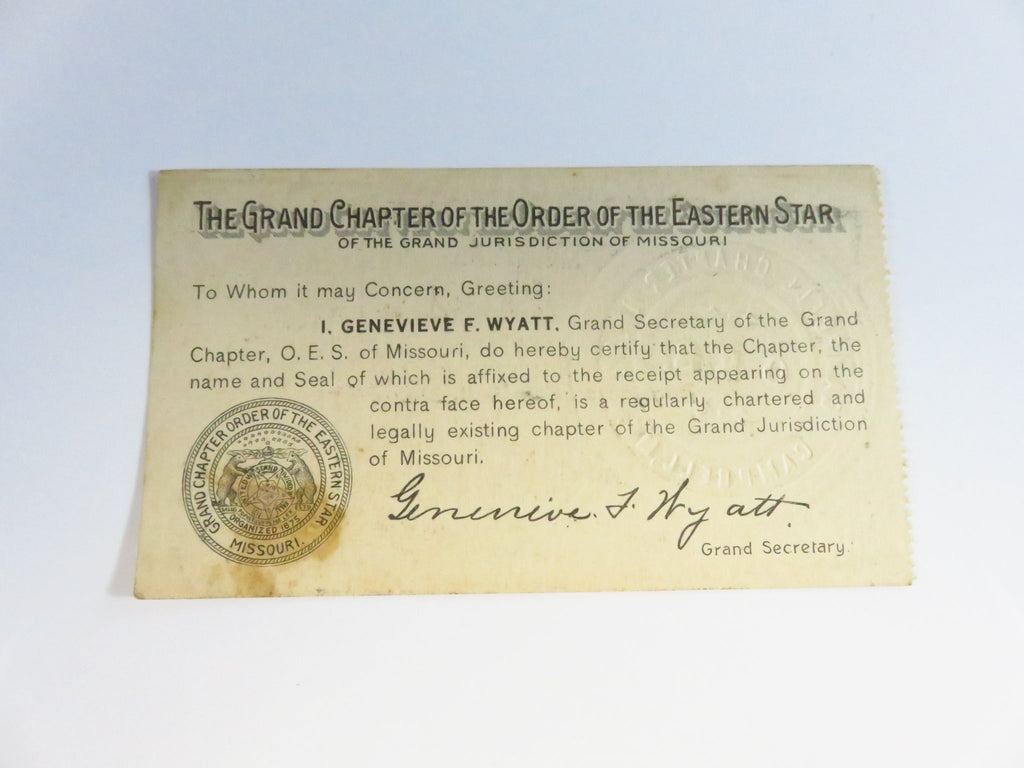 THE GRAND CHAPTER OF THE ORDER OF THE EASTERN STAR
OF THE GRAND JURISDICTION OF MISSOURI
To Whom it may Concern, Greeting:
I, GENEVIEVE F. WYATT, Grand Secretary of the Grand
Chapter, O. E. S. of Missouri, do hereby certify that the Chapter, the
name and Seal of which is affixed to the receipt appearing on the
contra face hereof, is a regularly chartered and
legally existing chapter of the Grand Jurisdiction
of Missouri.
GRAND CHAPTER ORDER OF THE EASTERN STAR
ORGANIZED 1875
MISSOURI.
Genevieve F. Wyatt
Grand Secretary.